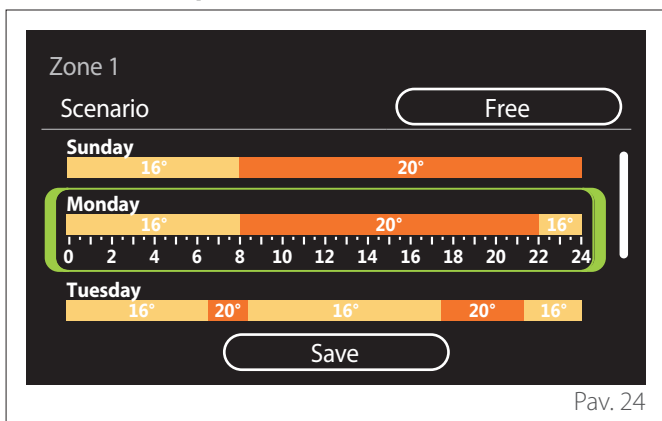 Zone 1
Scenario Free
Sunday
16° 20°
Monday
16° 20° 16°
0 2 4 6 8 10 12 14 16 18 20 22 24
Tuesday
16° 20° 16° 20° 16°
Save
Pav. 24